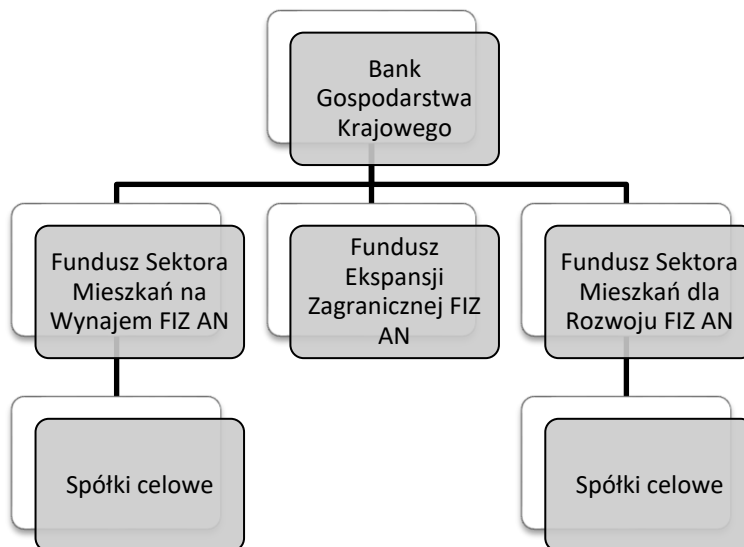 Bank
Gospodarstwa
Krajowego
Fundusz Sektora
Mieszkań na
Wynajem FIZ AN
Fundusz
Ekspansji
Zagranicznej FIZ
AN
Fundusz Sektora
Mieszkań dla
Rozwoju FIZ AN
Spółki celowe
Spółki celowe